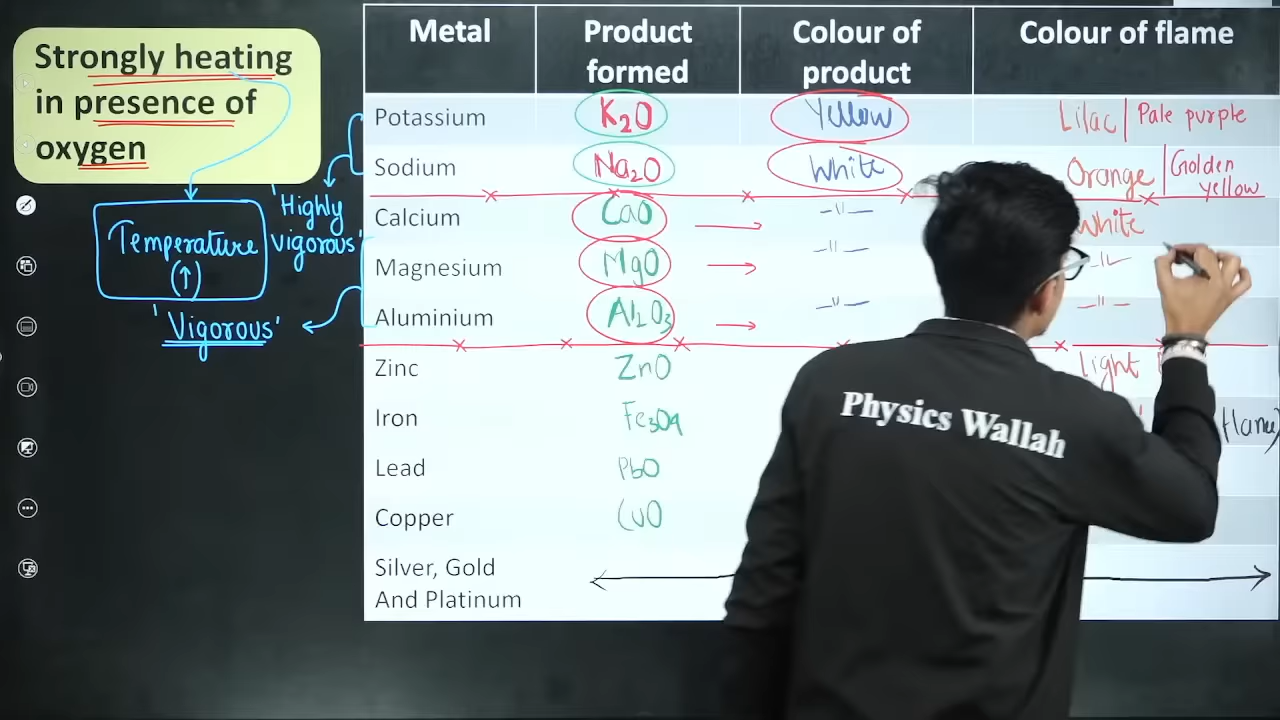 Strongly heating
in presence of
oxygen
Temperature
(↑)
'Highly
Vigorous'
'Vigorous'
Metal
Product
formed
Colour of
product
Colour of flame
Potassium
K₂O
Yellow
Lilac | Pale purple
Sodium
Na₂O
White
Orange | Golden
yellow
Calcium
CaO
-〃-
White
Magnesium
MgO
-〃-
-〃-
Aluminium
Al₂O₃
-〃-
-〃-
Zinc
ZnO
Light
Iron
Fe₃O₄
flame)
Lead
PbO
Copper
CuO
Silver, Gold
And Platinum
Physics Wallah